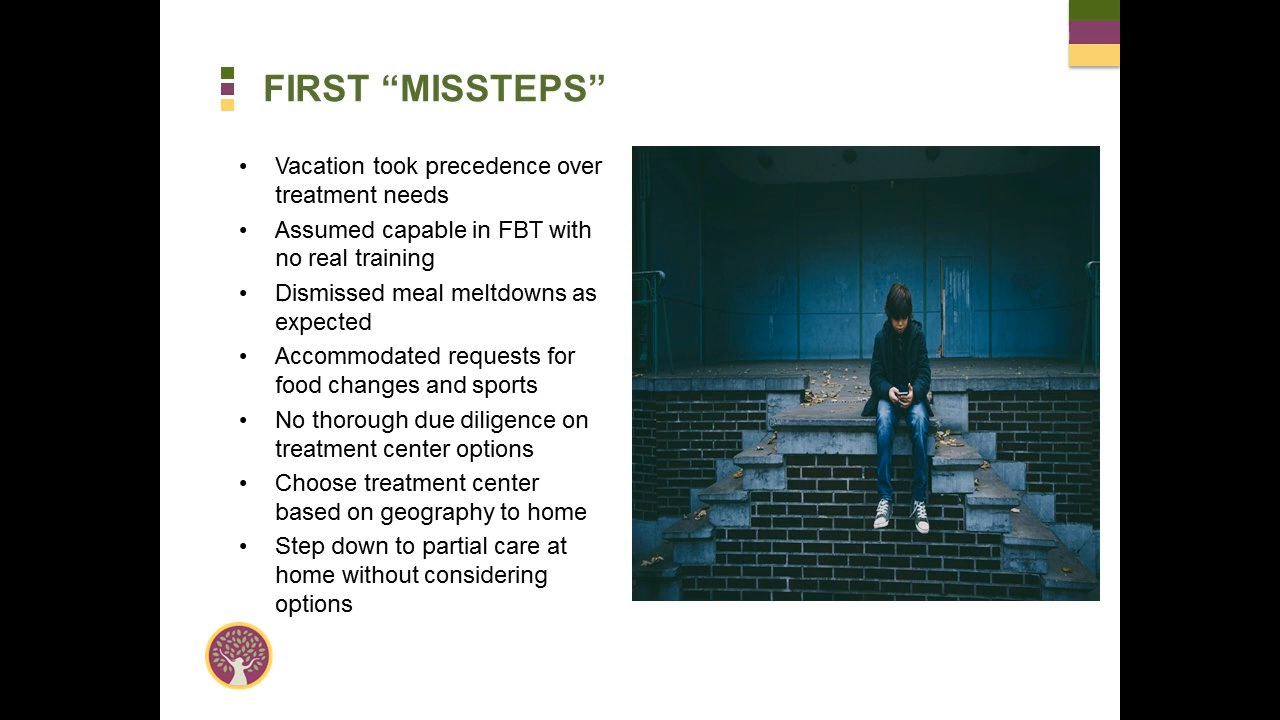 FIRST “MISSTEPS”
• Vacation took precedence over
treatment needs
• Assumed capable in FBT with
no real training
• Dismissed meal meltdowns as
expected
• Accommodated requests for
food changes and sports
• No thorough due diligence on
treatment center options
• Choose treatment center
based on geography to home
• Step down to partial care at
home without considering
options